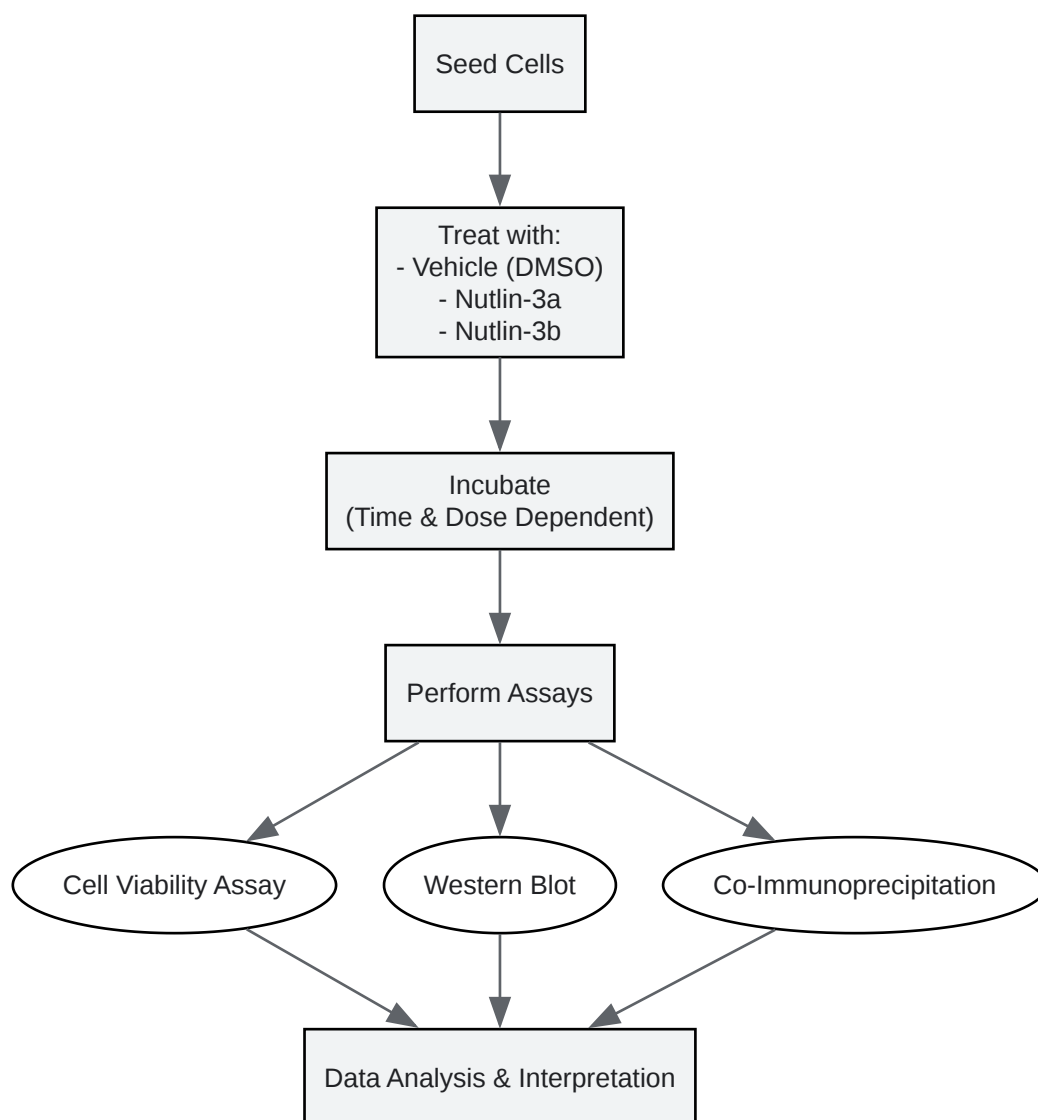 Seed Cells
Treat with:
- Vehicle (DMSO)
- Nutlin-3a
- Nutlin-3b
Incubate
(Time & Dose Dependent)
Perform Assays
Cell Viability Assay
Western Blot
Co-Immunoprecipitation
Data Analysis & Interpretation